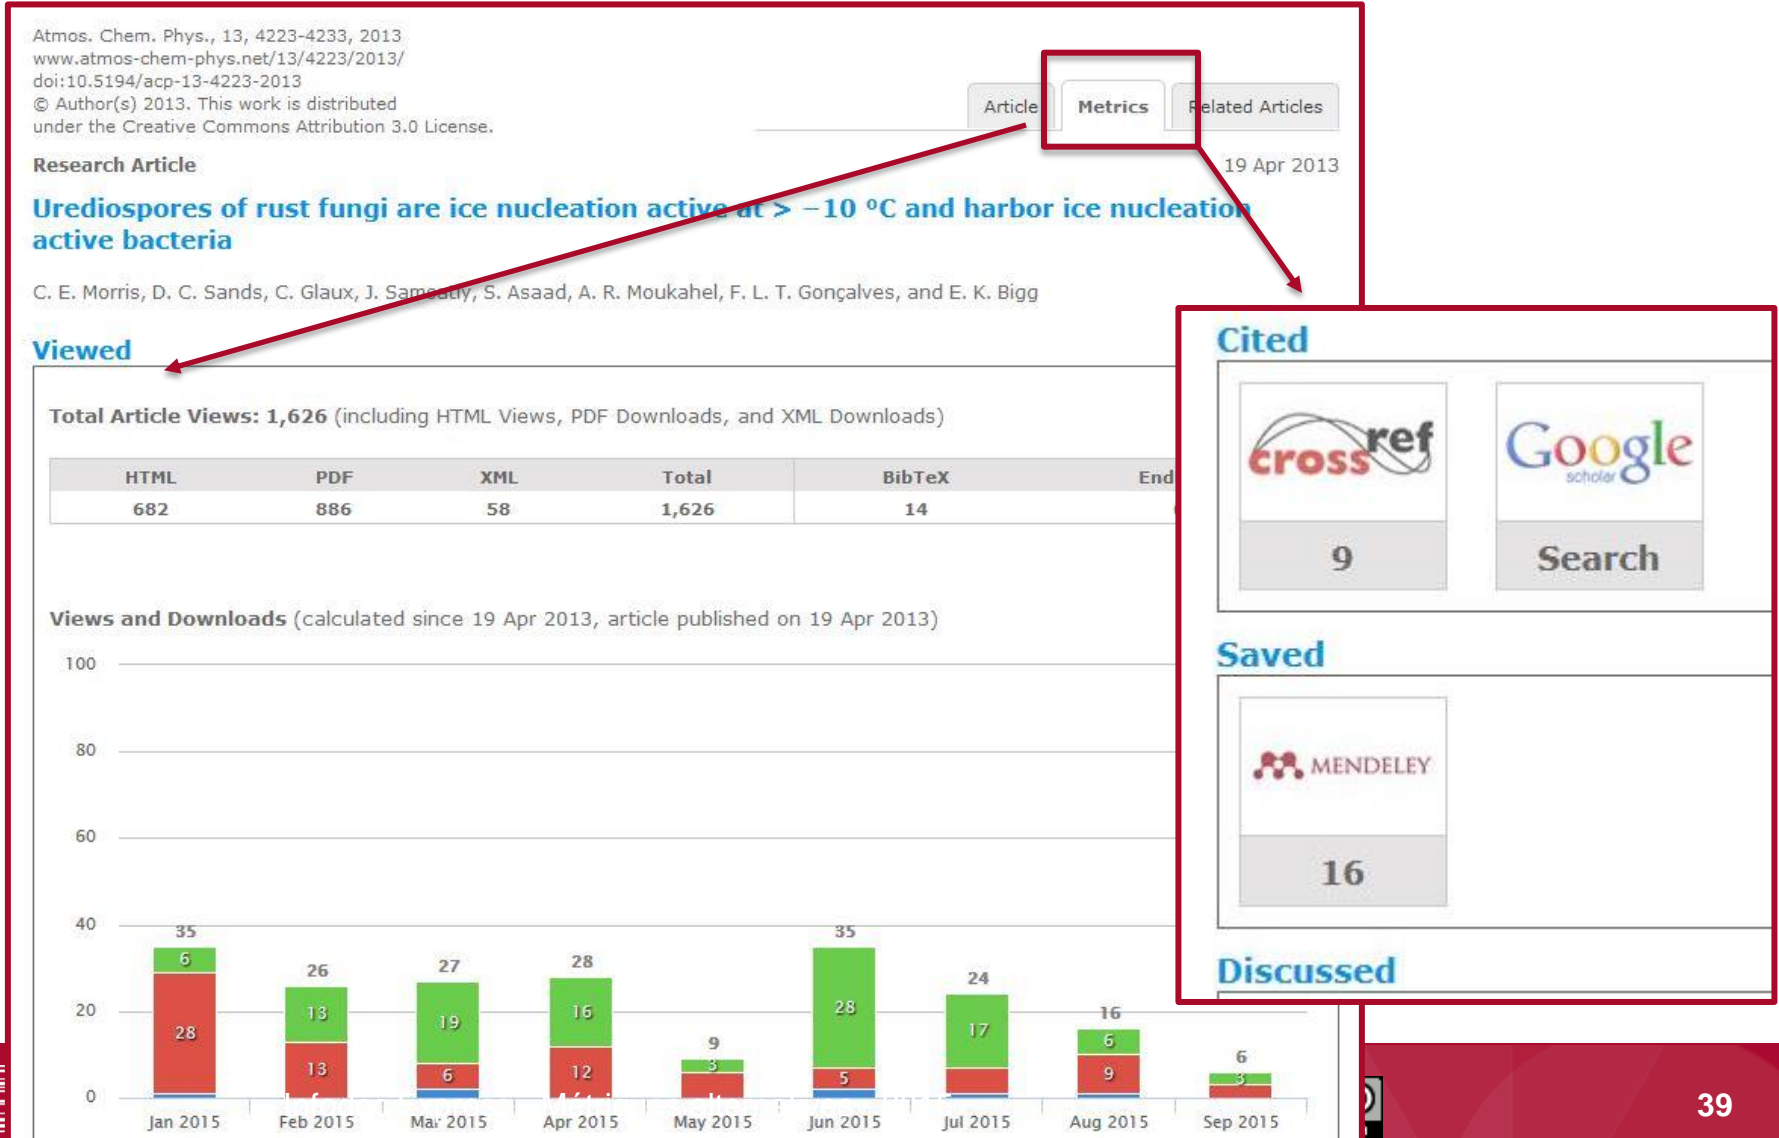 Atmos. Chem. Phys., 13, 4223-4233, 2013
www.atmos-chem-phys.net/13/4223/2013/
doi:10.5194/acp-13-4223-2013
© Author(s) 2013. This work is distributed
under the Creative Commons Attribution 3.0 License.
Article Metrics Related Articles
Research Article 19 Apr 2013
Urediospores of rust fungi are ice nucleation active at > −10 ºC and harbor ice nucleation
active bacteria
C. E. Morris, D. C. Sands, C. Glaux, J. Samsatly, S. Asaad, A. R. Moukahel, F. L. T. Gonçalves, and E. K. Bigg
Viewed
Total Article Views: 1,626 (including HTML Views, PDF Downloads, and XML Downloads)
HTML PDF XML Total BibTeX End
682 886 58 1,626 14
Views and Downloads (calculated since 19 Apr 2013, article published on 19 Apr 2013)
100
80
60
40
20
0
35 26 27 28 9 35 24 16 6
6 13 19 16 3 28 17 6 3
28 13 6 12 5 9
Jan 2015 Feb 2015 Mar 2015 Apr 2015 May 2015 Jun 2015 Jul 2015 Aug 2015 Sep 2015
Cited
crossref Google scholar
9 Search
Saved
MENDELEY
16
Discussed
39